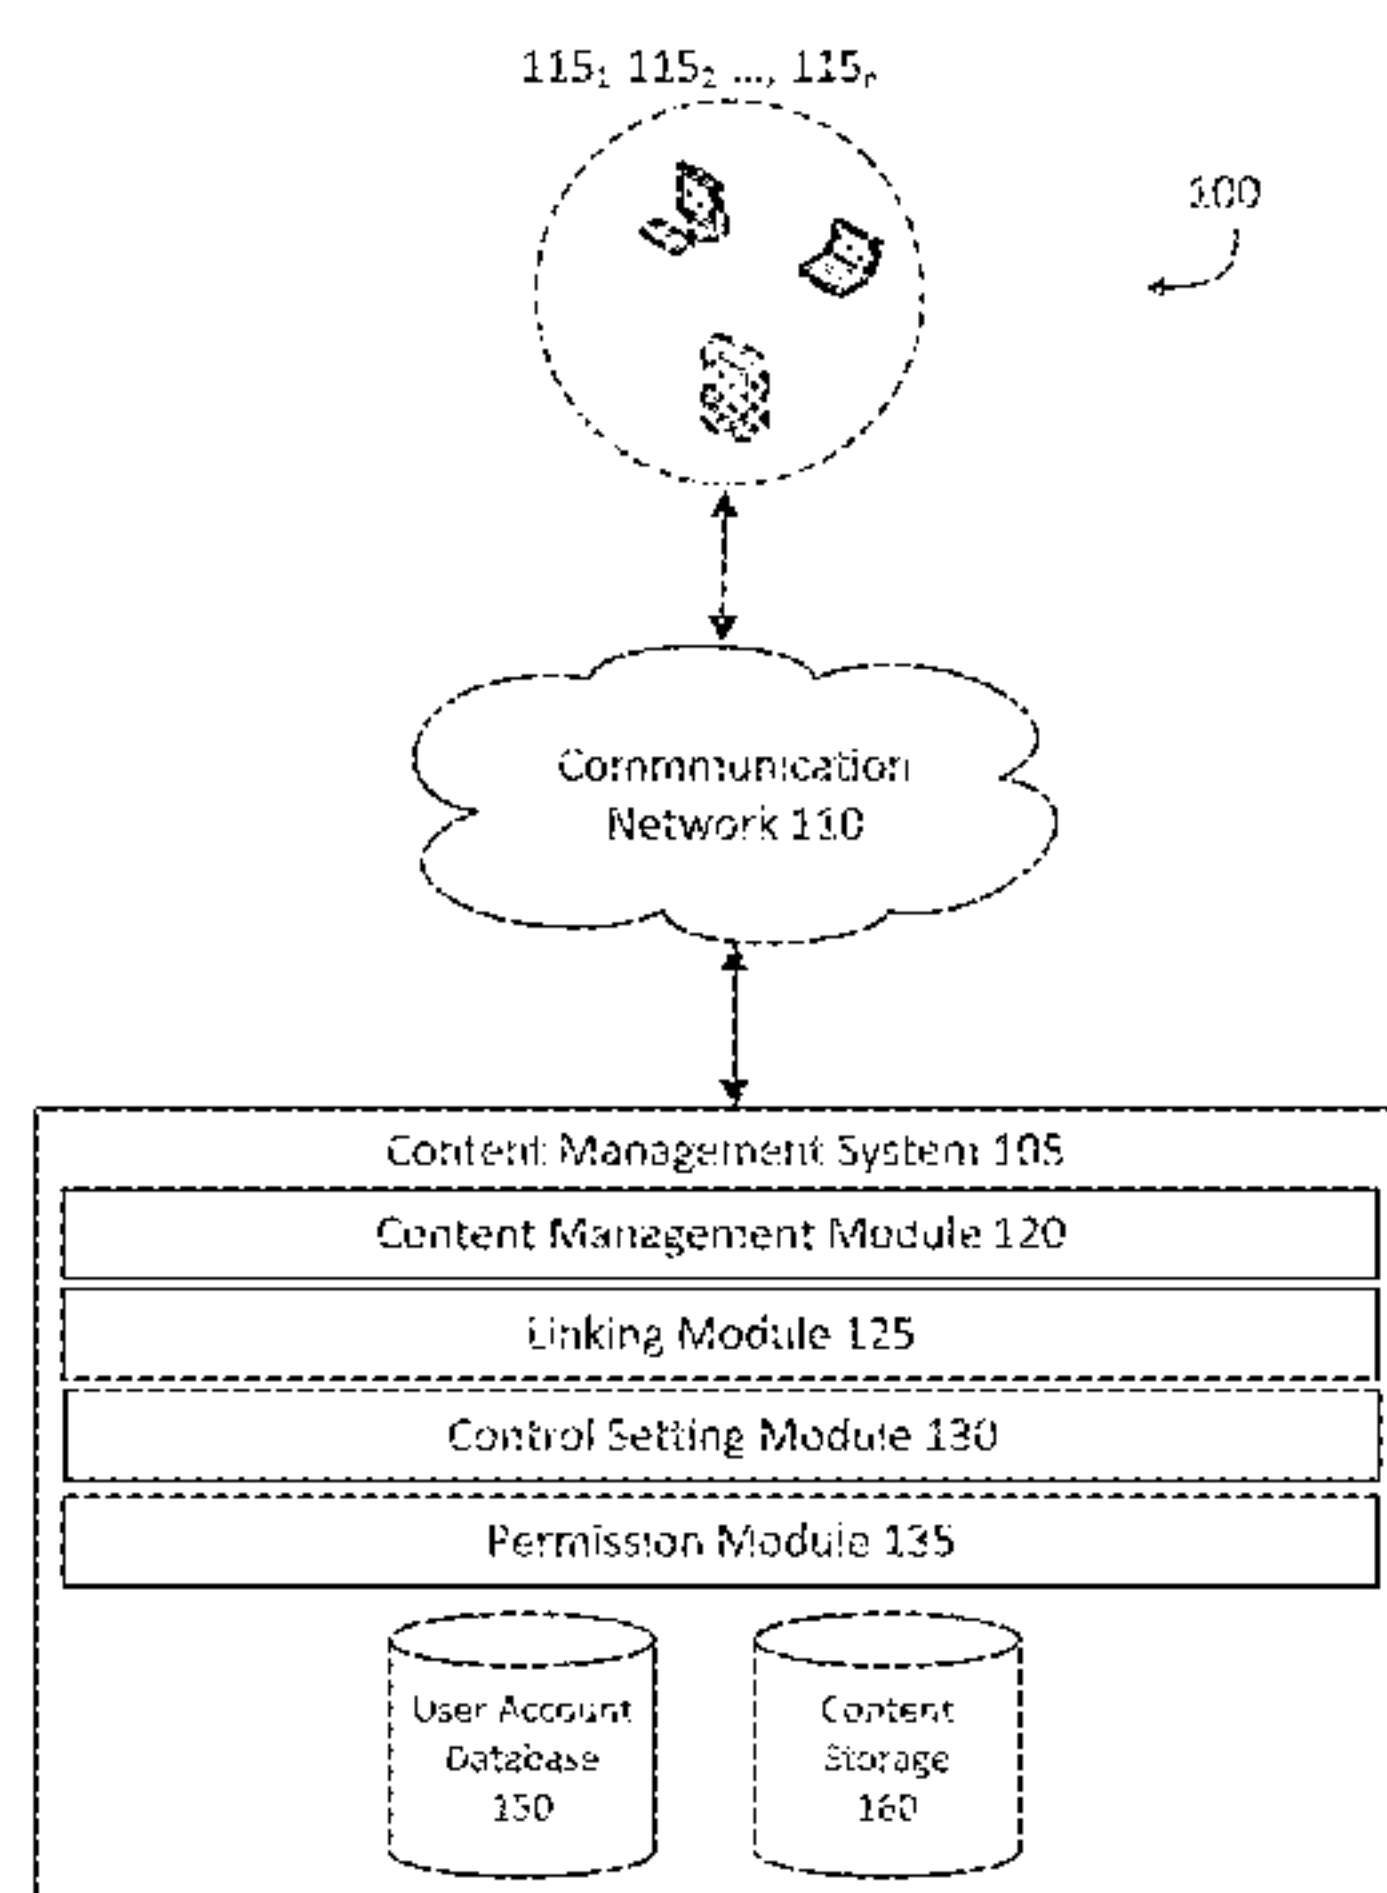 115₁ 115₂ ..., 115ₙ
100
Commmunication
Network 110
Content Management System 105
Content Management Module 120
Linking Module 125
Control Setting Module 130
Permission Module 135
User Account
Database
150
Content
Storage
160